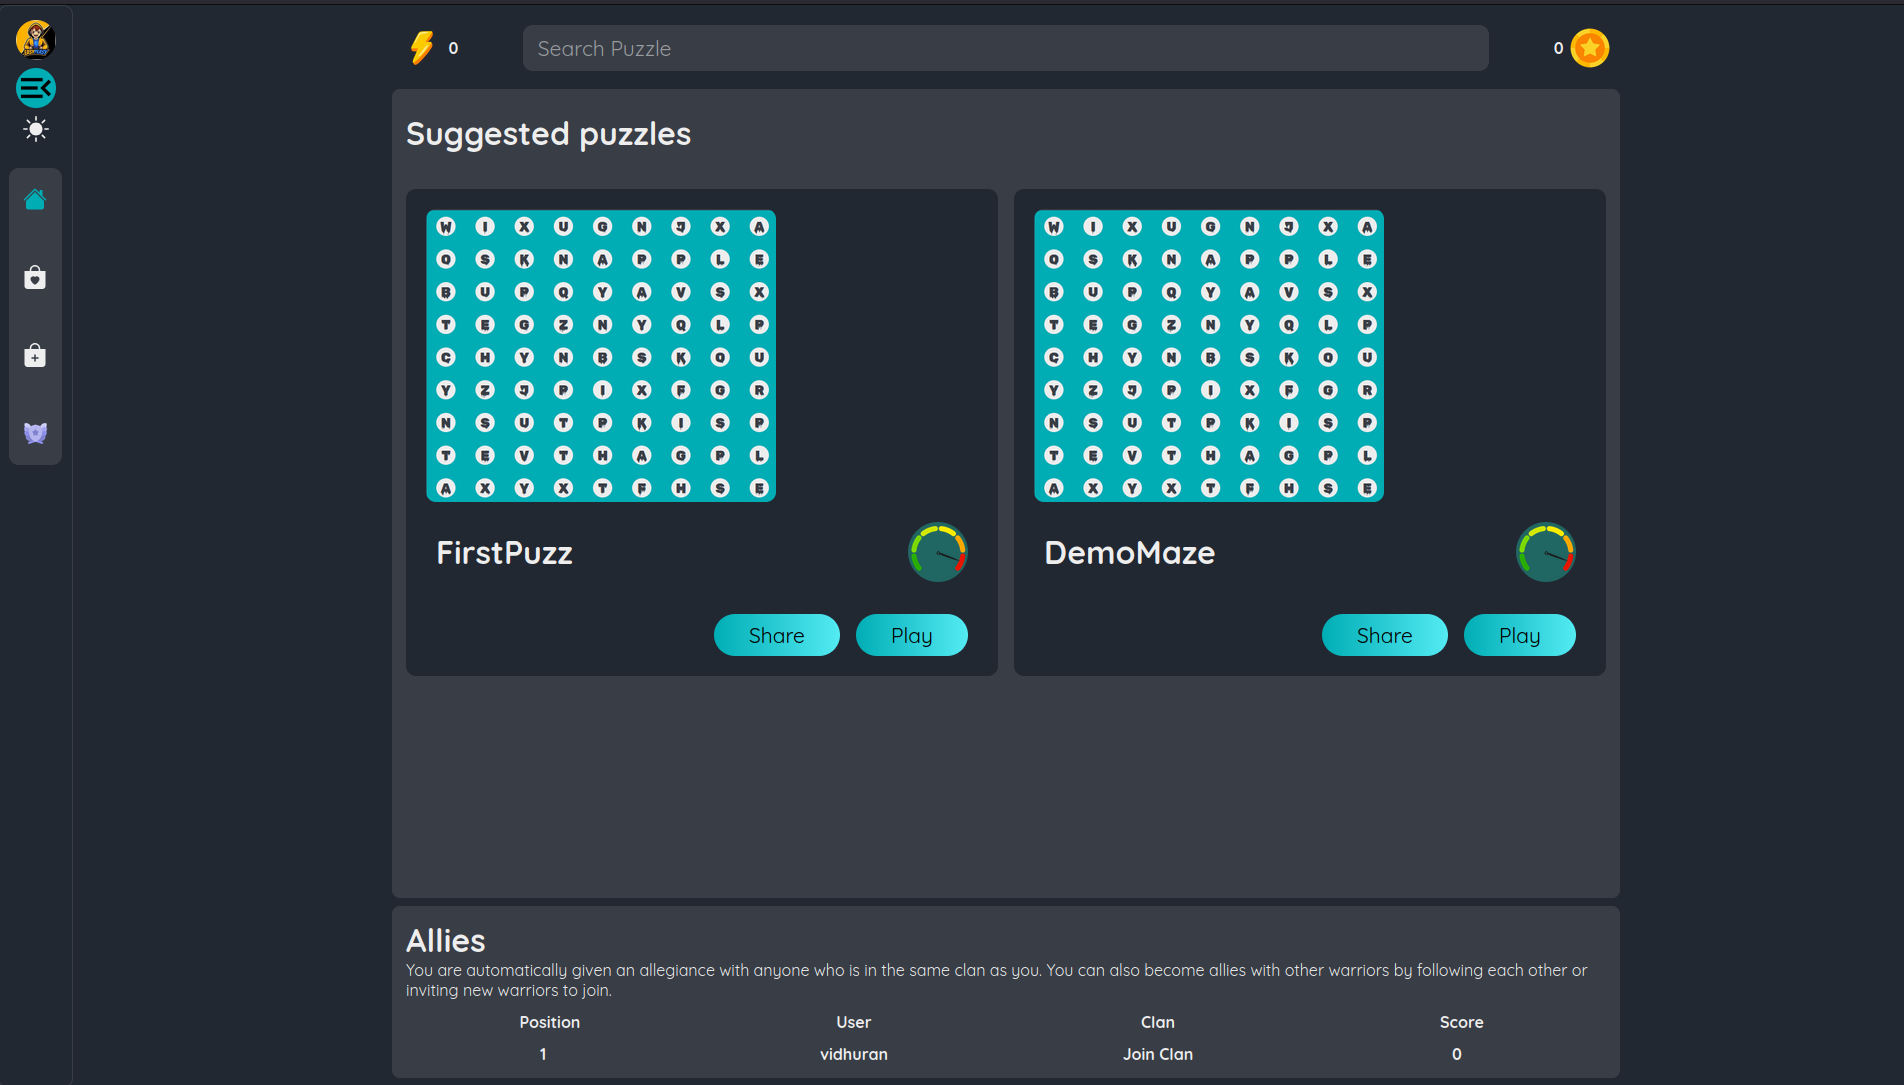 0
Search Puzzle
0
Suggested puzzles
W I X U G N J X A
O S K N A P P L E
B U P Q Y A V S X
T E G Z N Y Q L P
C H Y N B S K O U
Y Z J P I X F G R
N S U T P K I S P
T E V T H A G P L
A X Y X T F H S E
FirstPuzz
Share
Play
W I X U G N J X A
O S K N A P P L E
B U P Q Y A V S X
T E G Z N Y Q L P
C H Y N B S K O U
Y Z J P I X F G R
N S U T P K I S P
T E V T H A G P L
A X Y X T F H S E
DemoMaze
Share
Play
Allies
You are automatically given an allegiance with anyone who is in the same clan as you. You can also become allies with other warriors by following each other or
inviting new warriors to join.
Position User Clan Score
1 vidhuran Join Clan 0